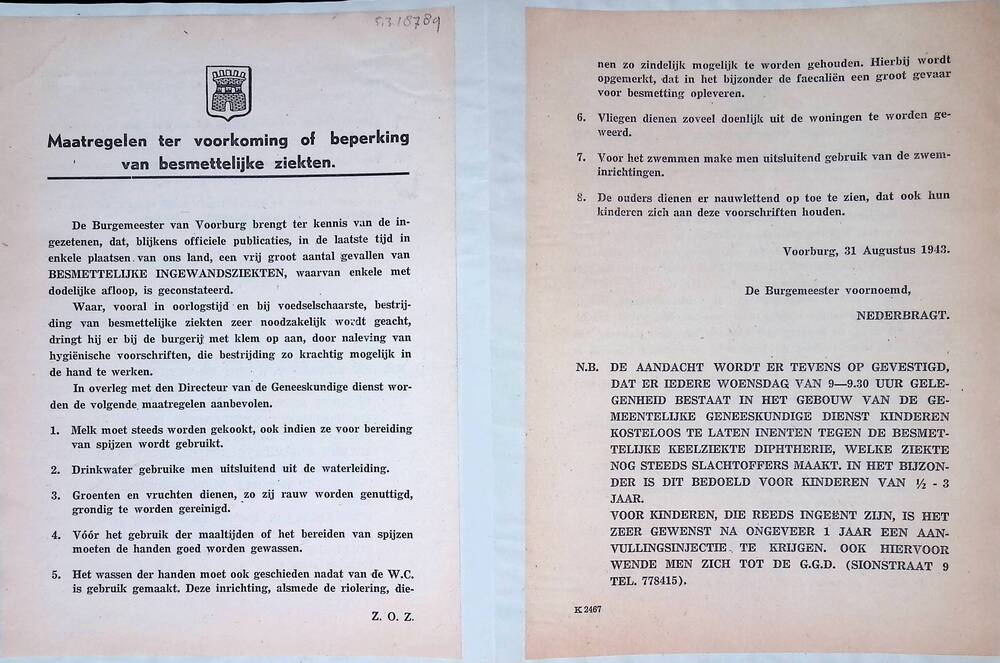 5.3.18789
Maatregelen ter voorkoming of beperking
van besmettelijke ziekten.
De Burgemeester van Voorburg brengt ter kennis van de in-
gezetenen, dat, blijkens officiele publicaties, in de laatste tijd in
enkele plaatsen van ons land, een vrij groot aantal gevallen van
BESMETTELIJKE INGEWANDSZIEKTEN, waarvan enkele met
dodelijke afloop, is geconstateerd.
Waar, vooral in oorlogstijd en bij voedselschaarste, bestrij-
ding van besmettelijke ziekten zeer noodzakelijk wordt geacht,
dringt hij er bij de burgerij met klem op aan, door naleving van
hygiënische voorschriften, die bestrijding zo krachtig mogelijk in
de hand te werken.
In overleg met den Directeur van de Geneeskundige dienst wor-
den de volgende maatregelen aanbevolen.
1. Melk moet steeds worden gekookt, ook indien ze voor bereiding
van spijzen wordt gebruikt.
2. Drinkwater gebruike men uitsluitend uit de waterleiding.
3. Groenten en vruchten dienen, zo zij rauw worden genuttigd,
grondig te worden gereinigd.
4. Vóór het gebruik der maaltijden of het bereiden van spijzen
moeten de handen goed worden gewassen.
5. Het wassen der handen moet ook geschieden nadat van de W.C.
is gebruik gemaakt. Deze inrichting, alsmede de riolering, die-
Z. O. Z.
nen zo zindelijk mogelijk te worden gehouden. Hierbij wordt
opgemerkt, dat in het bijzonder de faecaliën een groot gevaar
voor besmetting opleveren.
6. Vliegen dienen zoveel doenlijk uit de woningen te worden ge-
weerd.
7. Voor het zwemmen make men uitsluitend gebruik van de zwem-
inrichtingen.
8. De ouders dienen er nauwlettend op toe te zien, dat ook hun
kinderen zich aan deze voorschriften houden.
Voorburg, 31 Augustus 1943.
De Burgemeester voornoemd,
NEDERBRAGT.
N.B. DE AANDACHT WORDT ER TEVENS OP GEVESTIGD,
DAT ER IEDERE WOENSDAG VAN 9—9.30 UUR GELE-
GENHEID BESTAAT IN HET GEBOUW VAN DE GE-
MEENTELIJKE GENEESKUNDIGE DIENST KINDEREN
KOSTELOOS TE LATEN INENTEN TEGEN DE BESMET-
TELIJKE KEELZIEKTE DIPHTHERIE, WELKE ZIEKTE
NOG STEEDS SLACHTOFFERS MAAKT. IN HET BIJZON-
DER IS DIT BEDOELD VOOR KINDEREN VAN ½ - 3
JAAR.
VOOR KINDEREN, DIE REEDS INGEËNT ZIJN, IS HET
ZEER GEWENST NA ONGEVEER 1 JAAR EEN AAN-
VULLINGSINJECTIE TE KRIJGEN. OOK HIERVOOR
WENDE MEN ZICH TOT DE G.G.D. (SIONSTRAAT 9
TEL. 778415).
K 2467